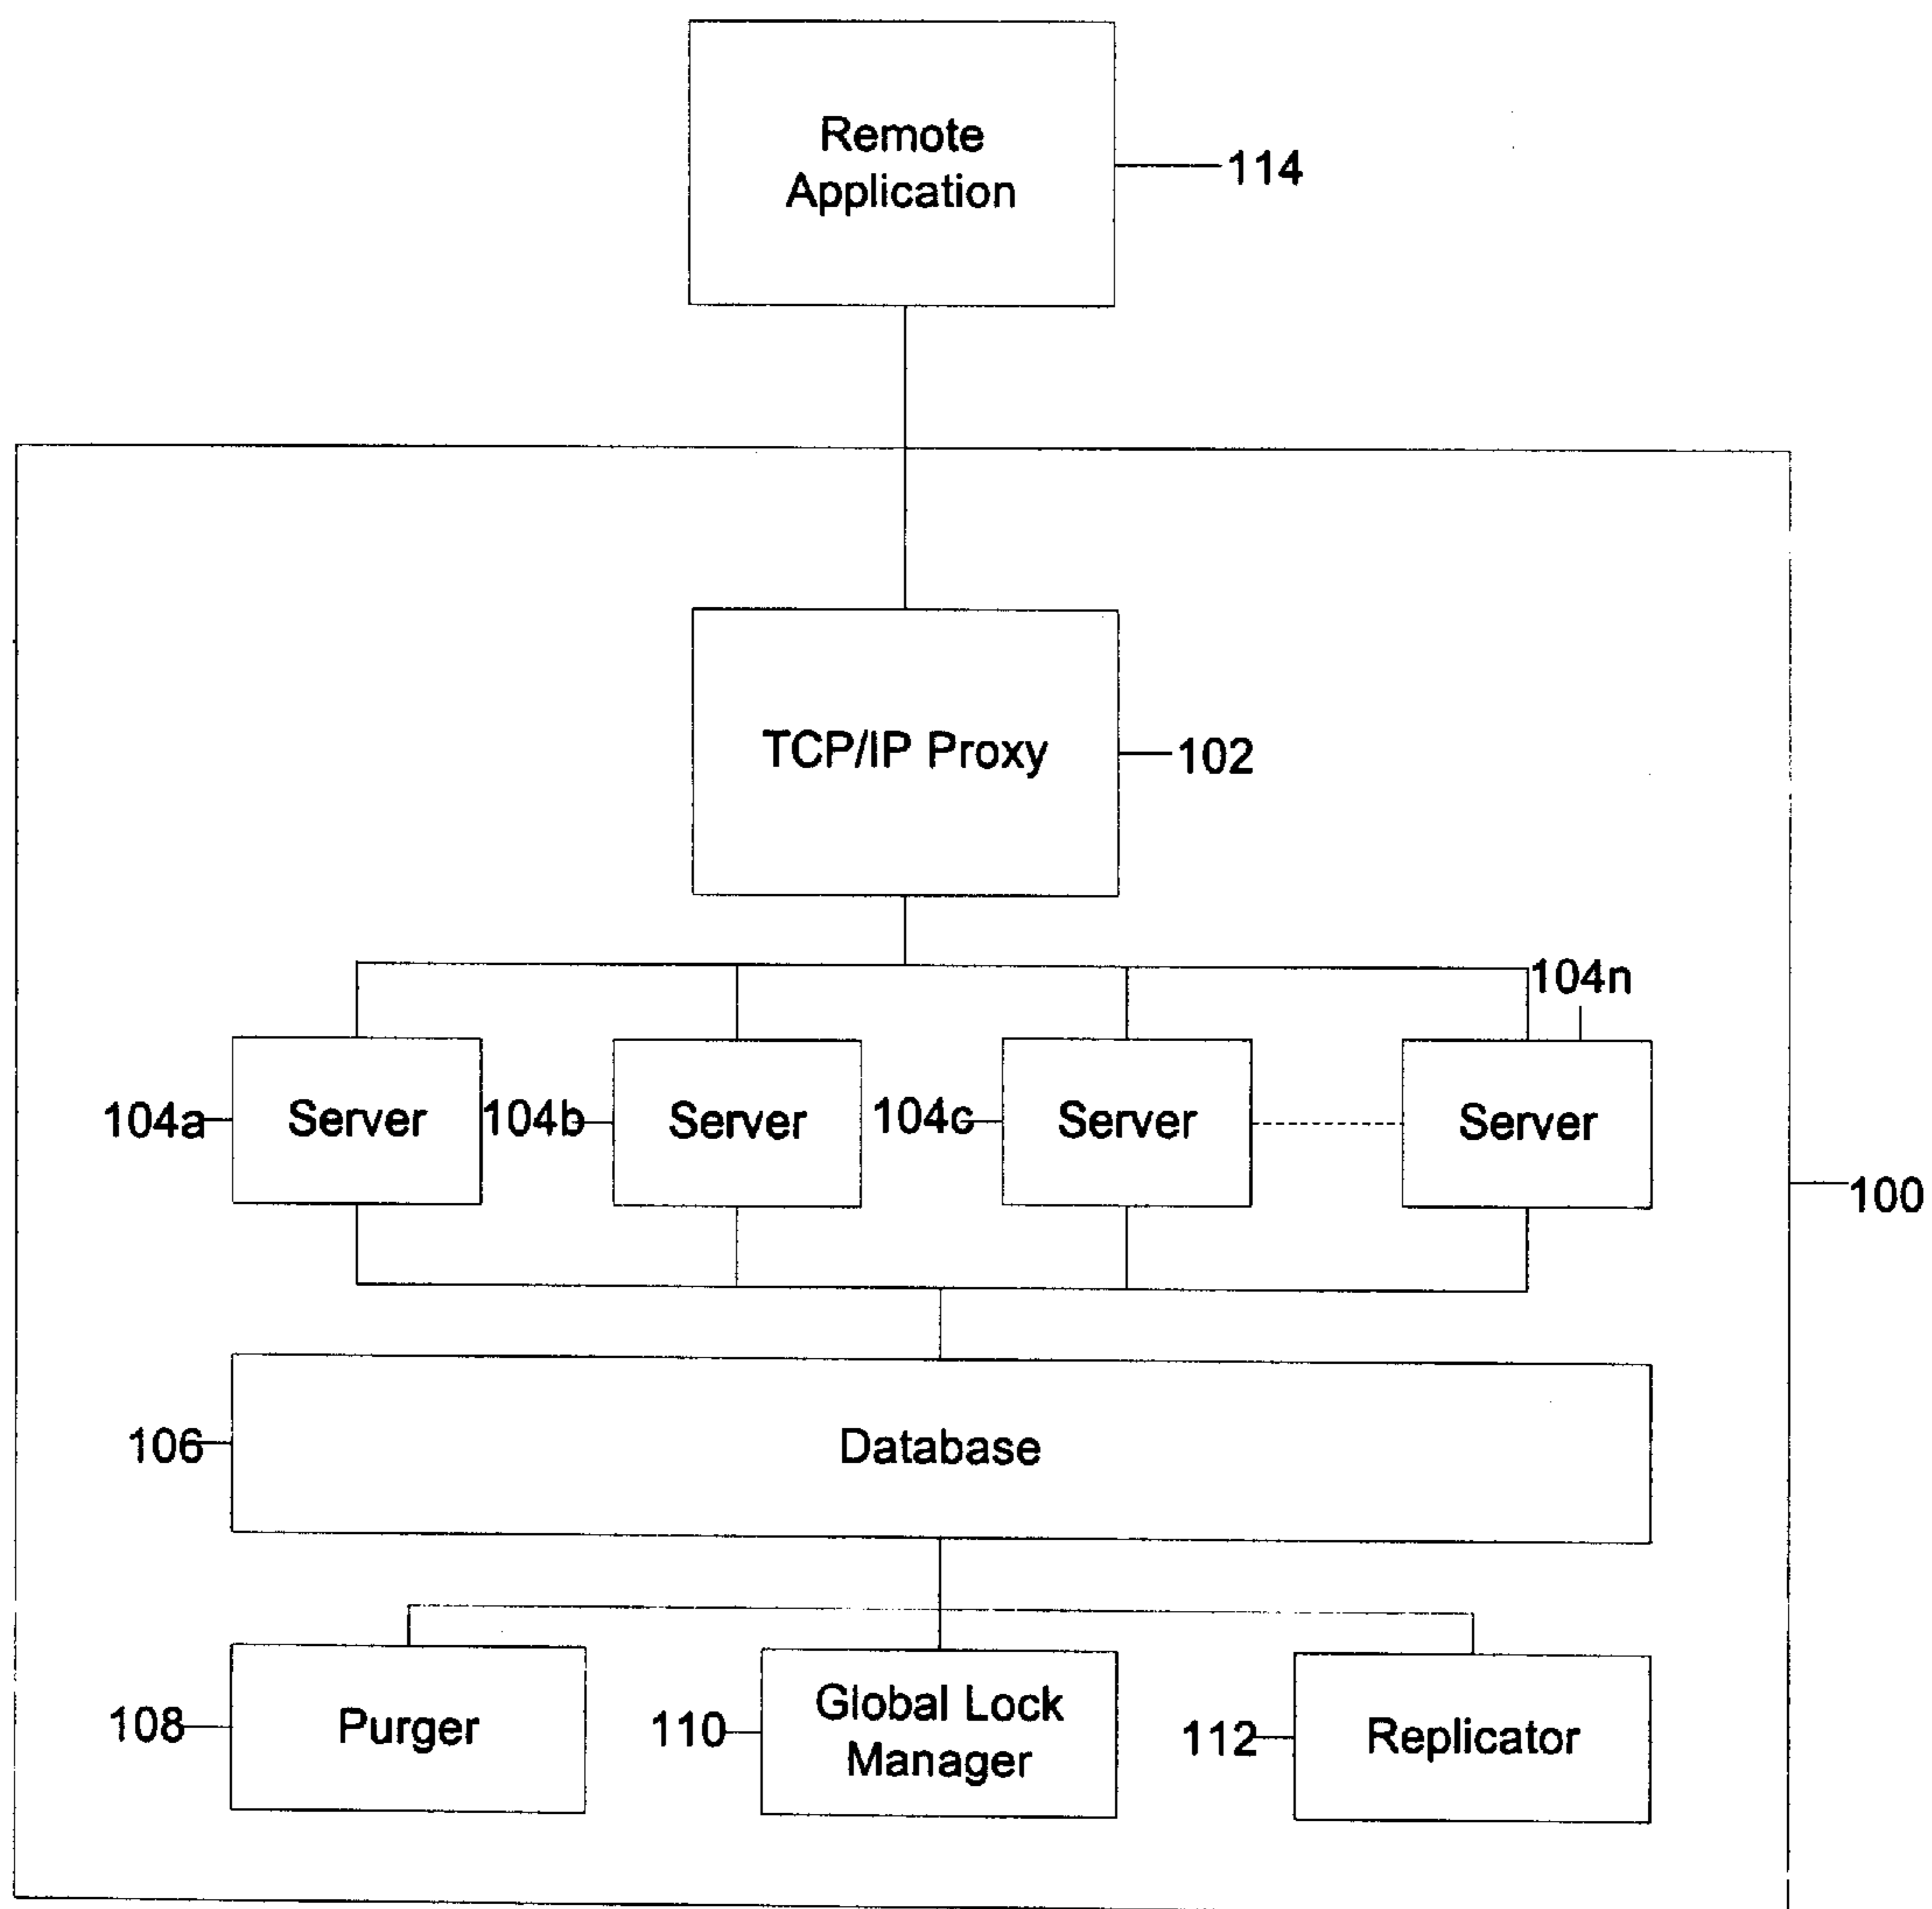 Remote
Application
114
TCP/IP Proxy
102
104n
104a
Server
104b
Server
104c
Server
Server
100
106
Database
108
Purger
110
Global Lock
Manager
112
Replicator